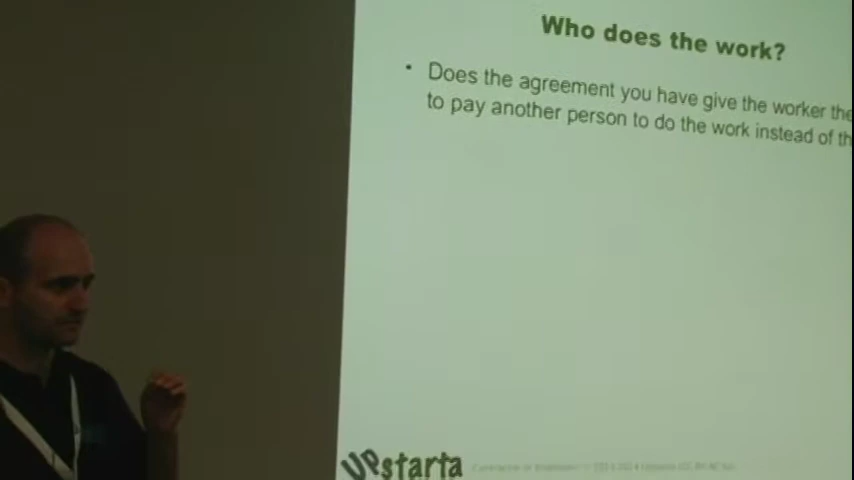 Who does the work?
• Does the agreement you have give the worker the
to pay another person to do the work instead of th
UPstarta